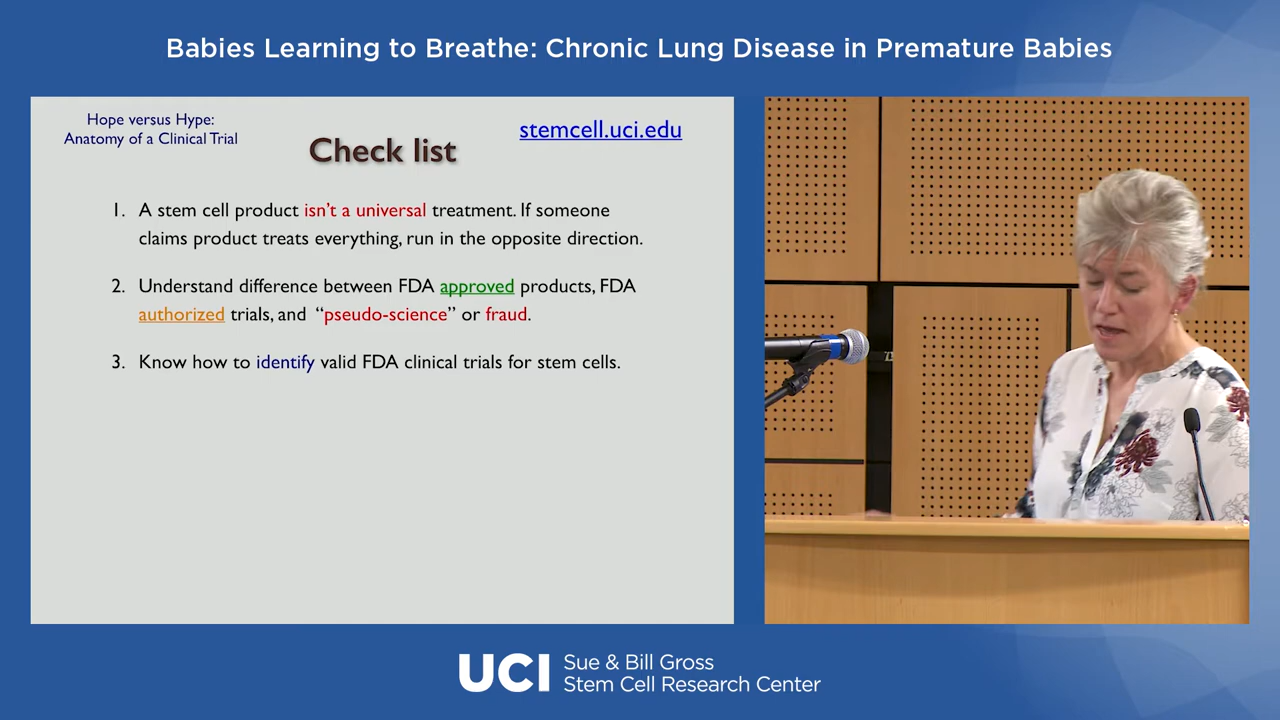 Babies Learning to Breathe: Chronic Lung Disease in Premature Babies
Hope versus Hype:
Anatomy of a Clinical Trial
stemcell.uci.edu
Check list
1. A stem cell product isn't a universal treatment. If someone
claims product treats everything, run in the opposite direction.
2. Understand difference between FDA approved products, FDA
authorized trials, and “pseudo-science” or fraud.
3. Know how to identify valid FDA clinical trials for stem cells.
UCI
Sue & Bill Gross
Stem Cell Research Center